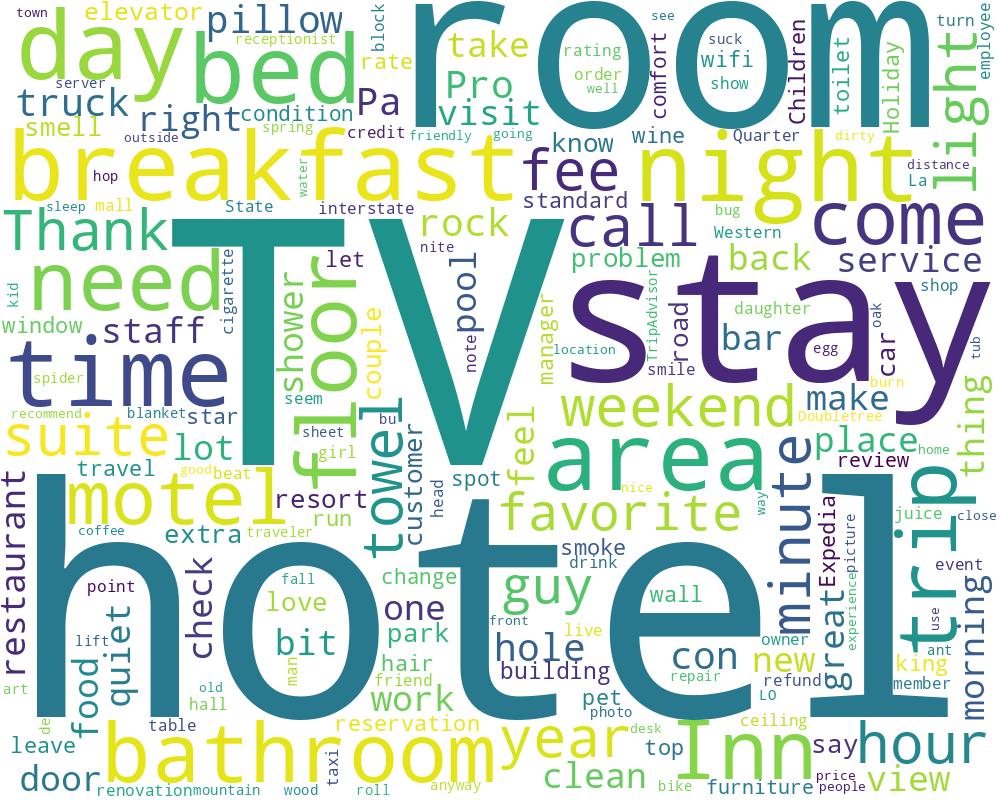 town
elevator
pillow
block
room
see
turn
employee
day
bed
receptionist
take
rating
order
well
comfort
suck
wifi
show
Children
toilet
Holiday
light
server
rate
Pro
truck
condition
Pa
visit
smell
right
spring
outside
credit
friendly
going
know
wine
Quarter
dirty
breakfast
hop
water
fee
night
distance
La
sleep
mall
State
interstate
standard
bug
Thank
TV
rock
call
Western
come
need
cigarette
let
nite
problem
back
service
kid
shower
floor
pool
stay
shop
window
staff
couple
note
manager
TripAdvisor
road
daughter
bar
oak
location
egg
car
tub
time
spider
smile
burn
seem
recommend
blanket
star
towel
bu
weekend
make
Doubletree
thing
suite
lot
sheet
girl
customer
feel
area
minute
place
home
review
travel
good
beat
spot
head
restaurant
motel
resort
nice
way
trip
run
favorite
Expedia
picture
juice
close
coffee
extra
traveler
hotel
smoke
drink
event
check
fall
change
guy
great
experience
morning
point
love
one
wall
use
lift
quiet
bit
park
front
live
hole
owner
ant
food
man
hair
friend
building
con
new
king
art
old
work
pet
repair
refund
member
hall
photo
LO
de
table
reservation
year
desk
ceiling
Inn
say
hour
leave
bathroom
taxi
top
door
clean
price
people
view
renovation
mountain
wood
roll
anyway
bike
furniture